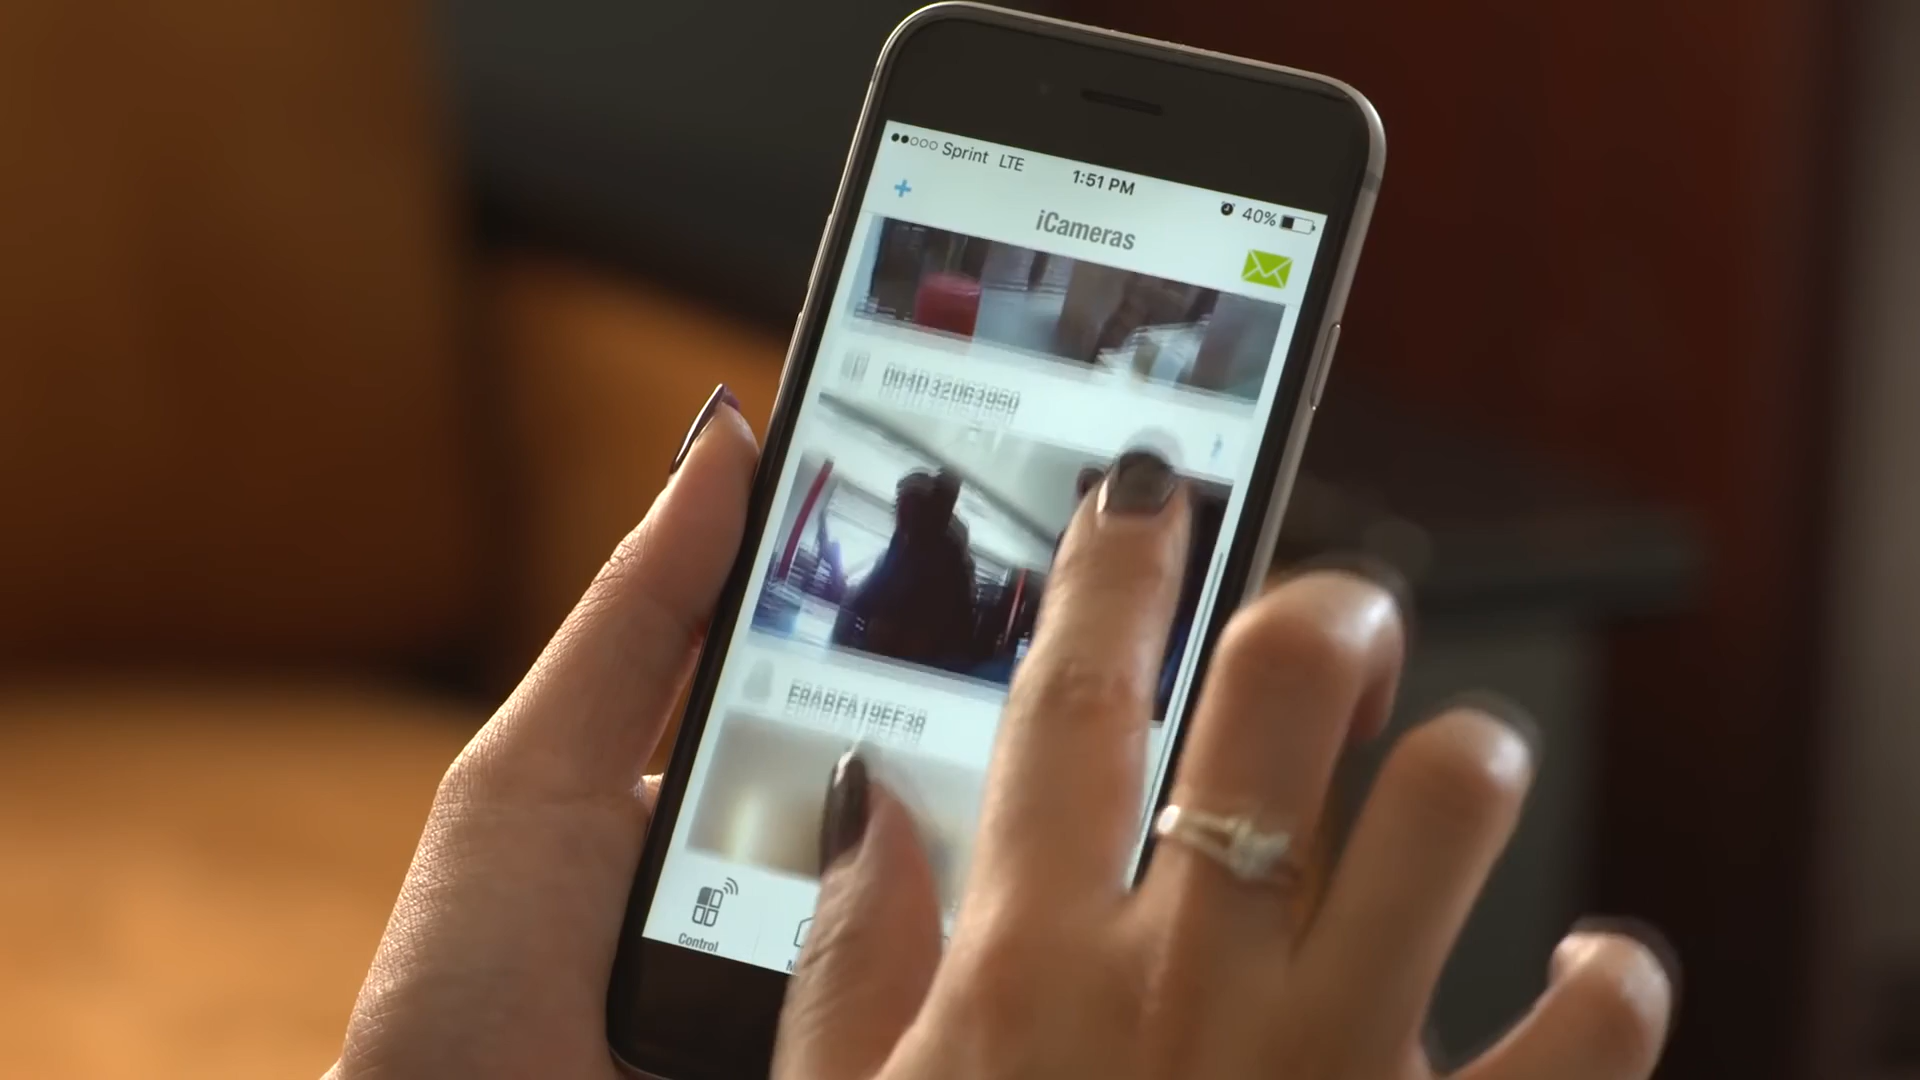 Sprint LTE 1:51 PM 40%
+
iCameras
004D32063950
E8ABFA19EF38
Control